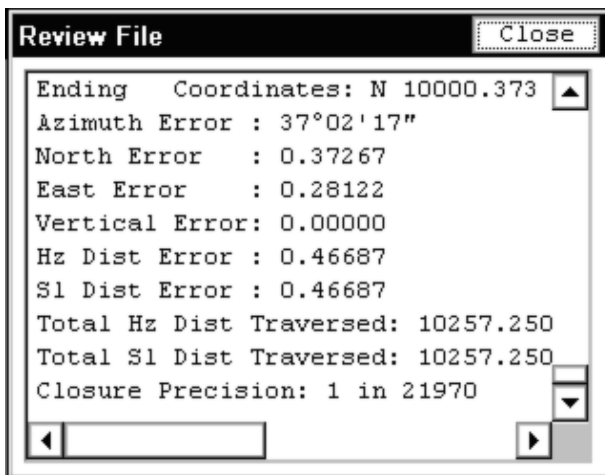 Review File
Close
Ending   Coordinates: N 10000.373
Azimuth Error : 37°02'17"
North Error   : 0.37267
East Error    : 0.28122
Vertical Error: 0.00000
Hz Dist Error : 0.46687
Sl Dist Error : 0.46687
Total Hz Dist Traversed: 10257.250
Total Sl Dist Traversed: 10257.250
Closure Precision: 1 in 21970